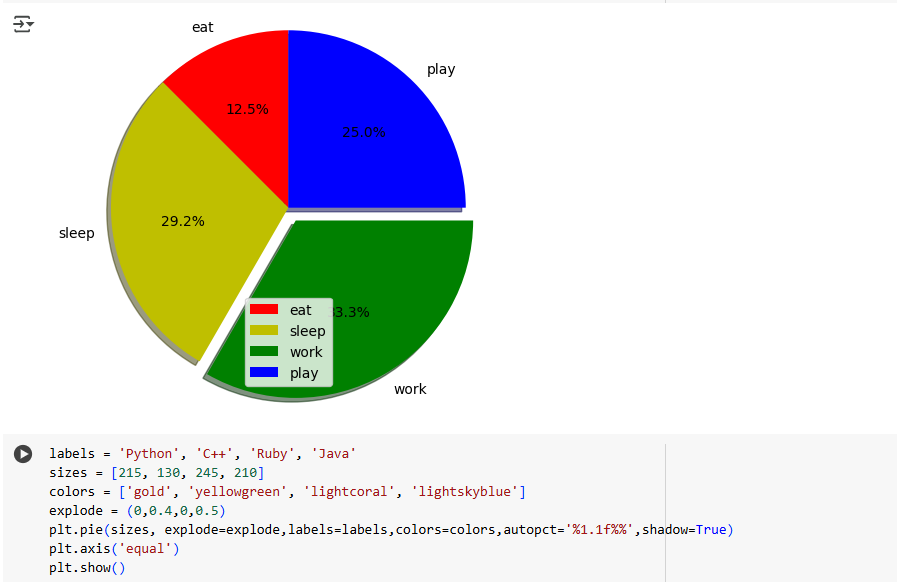 eat
play
12.5%
25.0%
29.2%
sleep
eat
33.3%
sleep
work
play
work
labels = 'Python', 'C++', 'Ruby', 'Java'
sizes = [215, 130, 245, 210]
colors = ['gold', 'yellowgreen', 'lightcoral', 'lightskyblue']
explode = (0,0.4,0,0.5)
plt.pie(sizes, explode=explode,labels=labels,colors=colors,autopct='%1.1f%%',shadow=True)
plt.axis('equal')
plt.show()